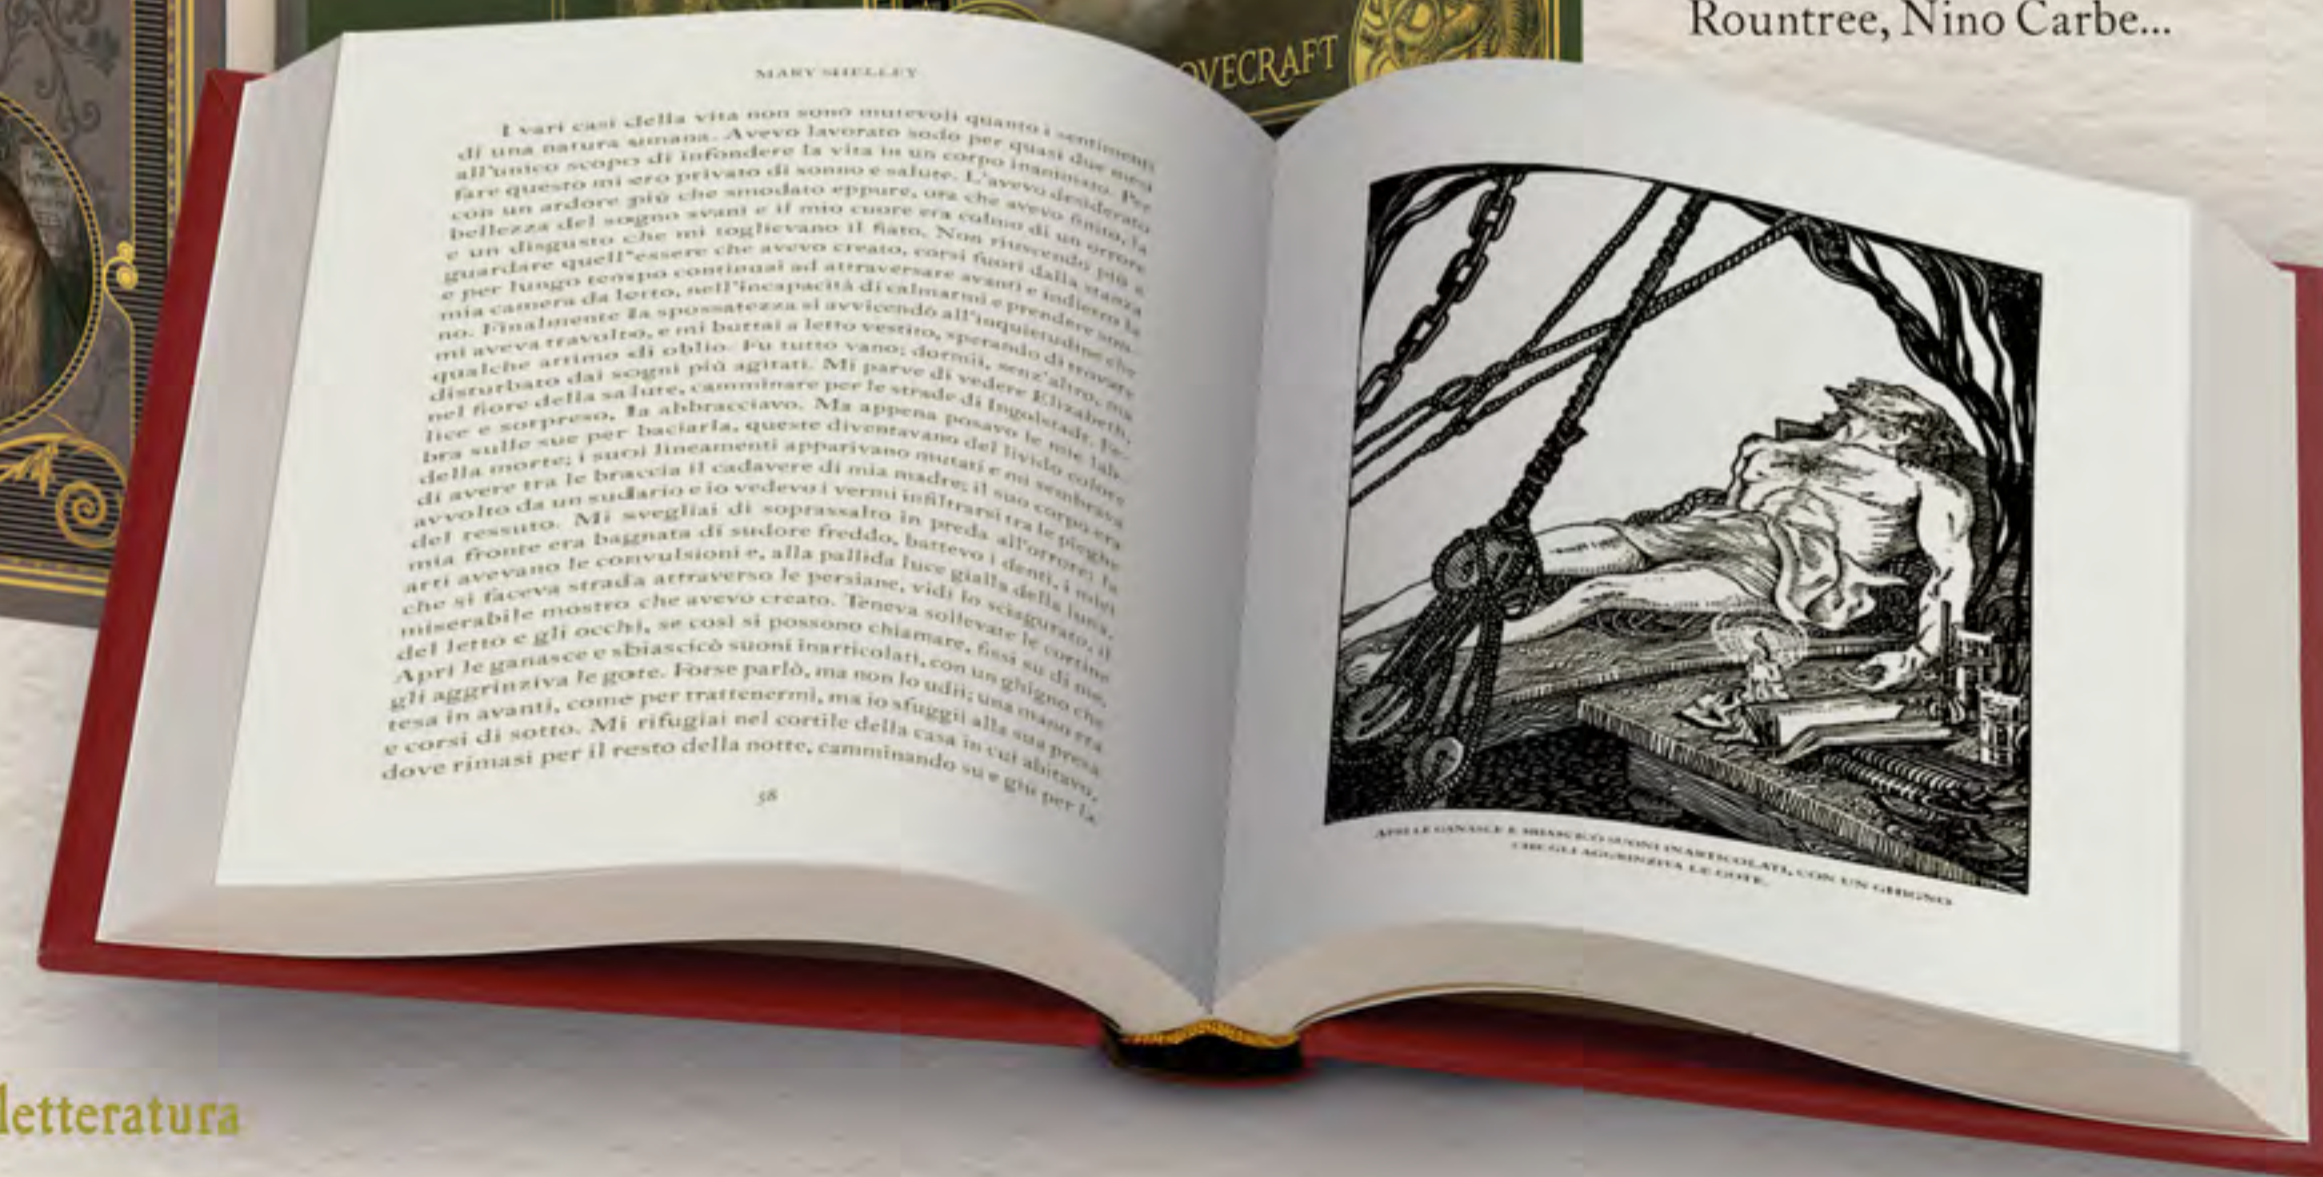 Rountree, Nino Carbe...
OVECRAFT
MARY SHELLEY
I vari casi della vita non sono mutevoli quanto i sentimenti
di una natura umana. Avevo lavorato sodo per quasi due mesi
all'unico scopo di infondere la vita in un corpo inanimato. Per
fare questo mi ero privato di sonno e salute. L'avevo desiderato
con un ardore più che smodato eppure, ora che avevo finito, la
bellezza del sogno svanì e il mio cuore era colmo di un orrore
e un disgusto che mi toglievano il fiato. Non riuscendo più a
guardare quell'essere che avevo creato, corsi fuori dalla stanza
e per lungo tempo continuai ad attraversare avanti e indietro la
mia camera da letto, nell'incapacità di calmarmi e prendere son-
no. Finalmente la spossatezza si avvicendò all'inquietudine che
mi aveva travolto, e mi buttai a letto vestito, sperando di trovare
qualche attimo di oblio. Fu tutto vano; dormii, senz'altro, ma
disturbato dai sogni più agitati. Mi parve di vedere Elizabeth,
nel fiore della salute, camminare per le strade di Ingolstadt. Fe-
lice e sorpreso, la abbracciavo. Ma appena posavo le mie lab-
bra sulle sue per baciarla, queste diventavano del livido colore
della morte; i suoi lineamenti apparivano mutati e mi sembrava
di avere tra le braccia il cadavere di mia madre; il suo corpo era
avvolto da un sudario e io vedevo i vermi infiltrarsi tra le pieghe
del tessuto. Mi svegliai di soprassalto in preda all'orrore; la
mia fronte era bagnata di sudore freddo, battevo i denti, i miei
arti avevano le convulsioni e, alla pallida luce gialla della luna,
che si faceva strada attraverso le persiane, vidi lo sciagurato, il
miserabile mostro che avevo creato. Teneva sollevate le cortine
del letto e gli occhi, se così si possono chiamare, fissi su di me.
Aprì le ganasce e sbiascicò suoni inarticolati, con un ghigno che
gli aggrinziva le gote. Forse parlò, ma non lo udii; una mano era
tesa in avanti, come per trattenermi, ma io sfuggii alla sua presa
e corsi di sotto. Mi rifugiai nel cortile della casa in cui abitavo,
dove rimasi per il resto della notte, camminando su e giù per la
58
APRÌ LE GANASCE E SBIASCICÒ SUONI INARTICOLATI, CON UN GHIGNO
CHE GLI AGGRINZIVA LE GOTE.
letteratura